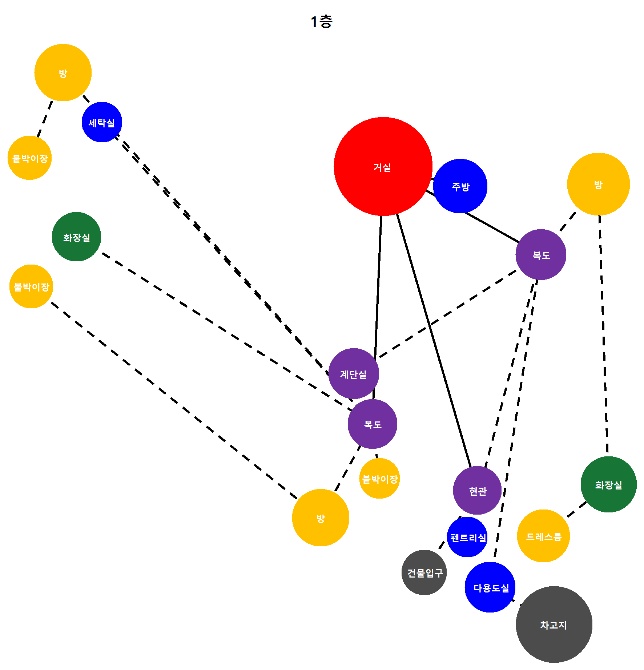 1층
방
세탁실
붙박이장
거실
주방
방
화장실
복도
붙박이장
계단실
복도
붙박이장
방
현관
화장실
펜트리실
드레스룸
건물입구
다용도실
차고지